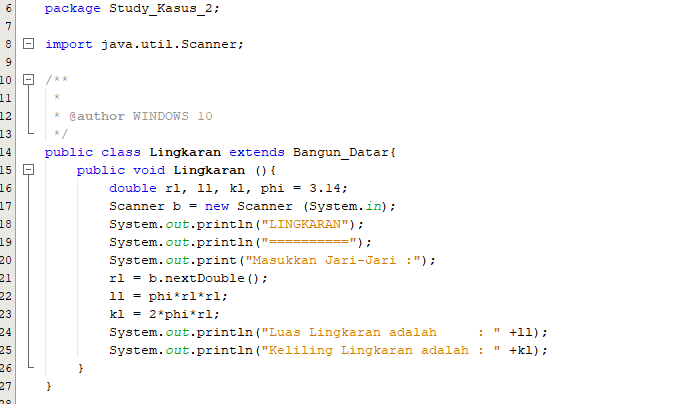 6 package Study_Kasus_2;
7
8 import java.util.Scanner;
9
10 /**
11 *
12 * @author WINDOWS 10
13 */
14 public class Lingkaran extends Bangun_Datar{
15 public void Lingkaran (){
16 double rl, ll, kl, phi = 3.14;
17 Scanner b = new Scanner (System.in);
18 System.out.println("LINGKARAN");
19 System.out.println("==========");
20 System.out.print("Masukkan Jari-Jari :");
21 rl = b.nextDouble();
22 ll = phi*rl*rl;
23 kl = 2*phi*rl;
24 System.out.println("Luas Lingkaran adalah     : " +ll);
25 System.out.println("Keliling Lingkaran adalah : " +kl);
26 }
27 }
28